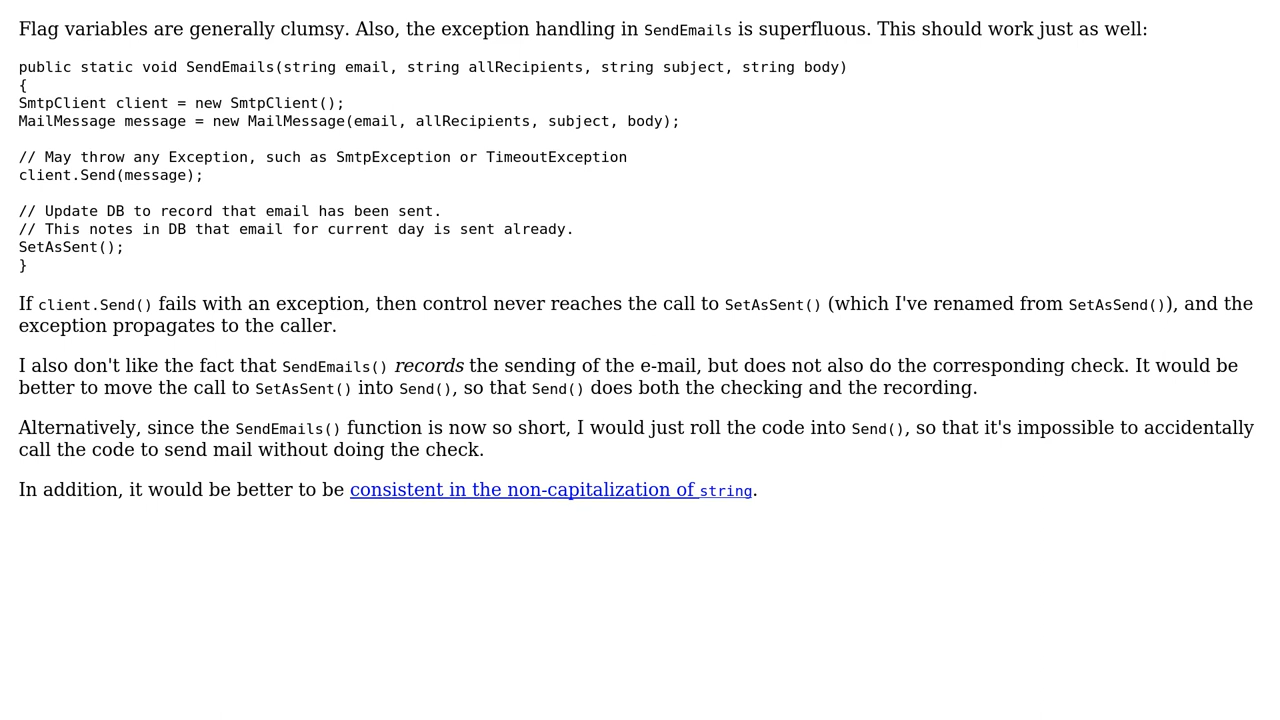 Flag variables are generally clumsy. Also, the exception handling in SendEmails is superfluous. This should work just as well:
public static void SendEmails(string email, string allRecipients, string subject, string body)
{
SmtpClient client = new SmtpClient();
MailMessage message = new MailMessage(email, allRecipients, subject, body);
// May throw any Exception, such as SmtpException or TimeoutException
client.Send(message);
// Update DB to record that email has been sent.
// This notes in DB that email for current day is sent already.
SetAsSent();
}
If client.Send() fails with an exception, then control never reaches the call to SetAsSent() (which I've renamed from SetAsSend()), and the
exception propagates to the caller.
I also don't like the fact that SendEmails() records the sending of the e-mail, but does not also do the corresponding check. It would be
better to move the call to SetAsSent() into Send(), so that Send() does both the checking and the recording.
Alternatively, since the SendEmails() function is now so short, I would just roll the code into Send(), so that it's impossible to accidentally
call the code to send mail without doing the check.
In addition, it would be better to be consistent in the non-capitalization of string.